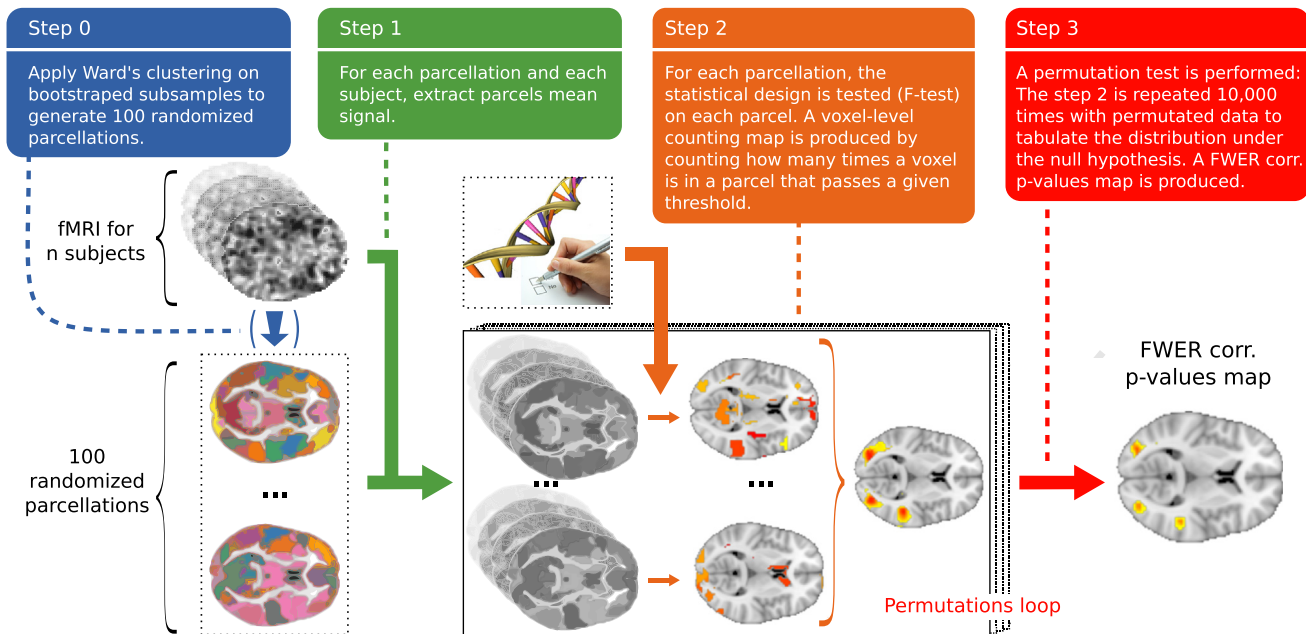 Step 0
Apply Ward's clustering on
bootstraped subsamples to
generate 100 randomized
parcellations.
Step 1
For each parcellation and each
subject, extract parcels mean
signal.
Step 2
For each parcellation, the
statistical design is tested (F-test)
on each parcel. A voxel-level
counting map is produced by
counting how many times a voxel
is in a parcel that passes a given
threshold.
Step 3
A permutation test is performed:
The step 2 is repeated 10,000
times with permutated data to
tabulate the distribution under
the null hypothesis. A FWER corr.
p-values map is produced.
fMRI for
n subjects
100
randomized
parcellations
...
...
...
Permutations loop
FWER corr.
p-values map